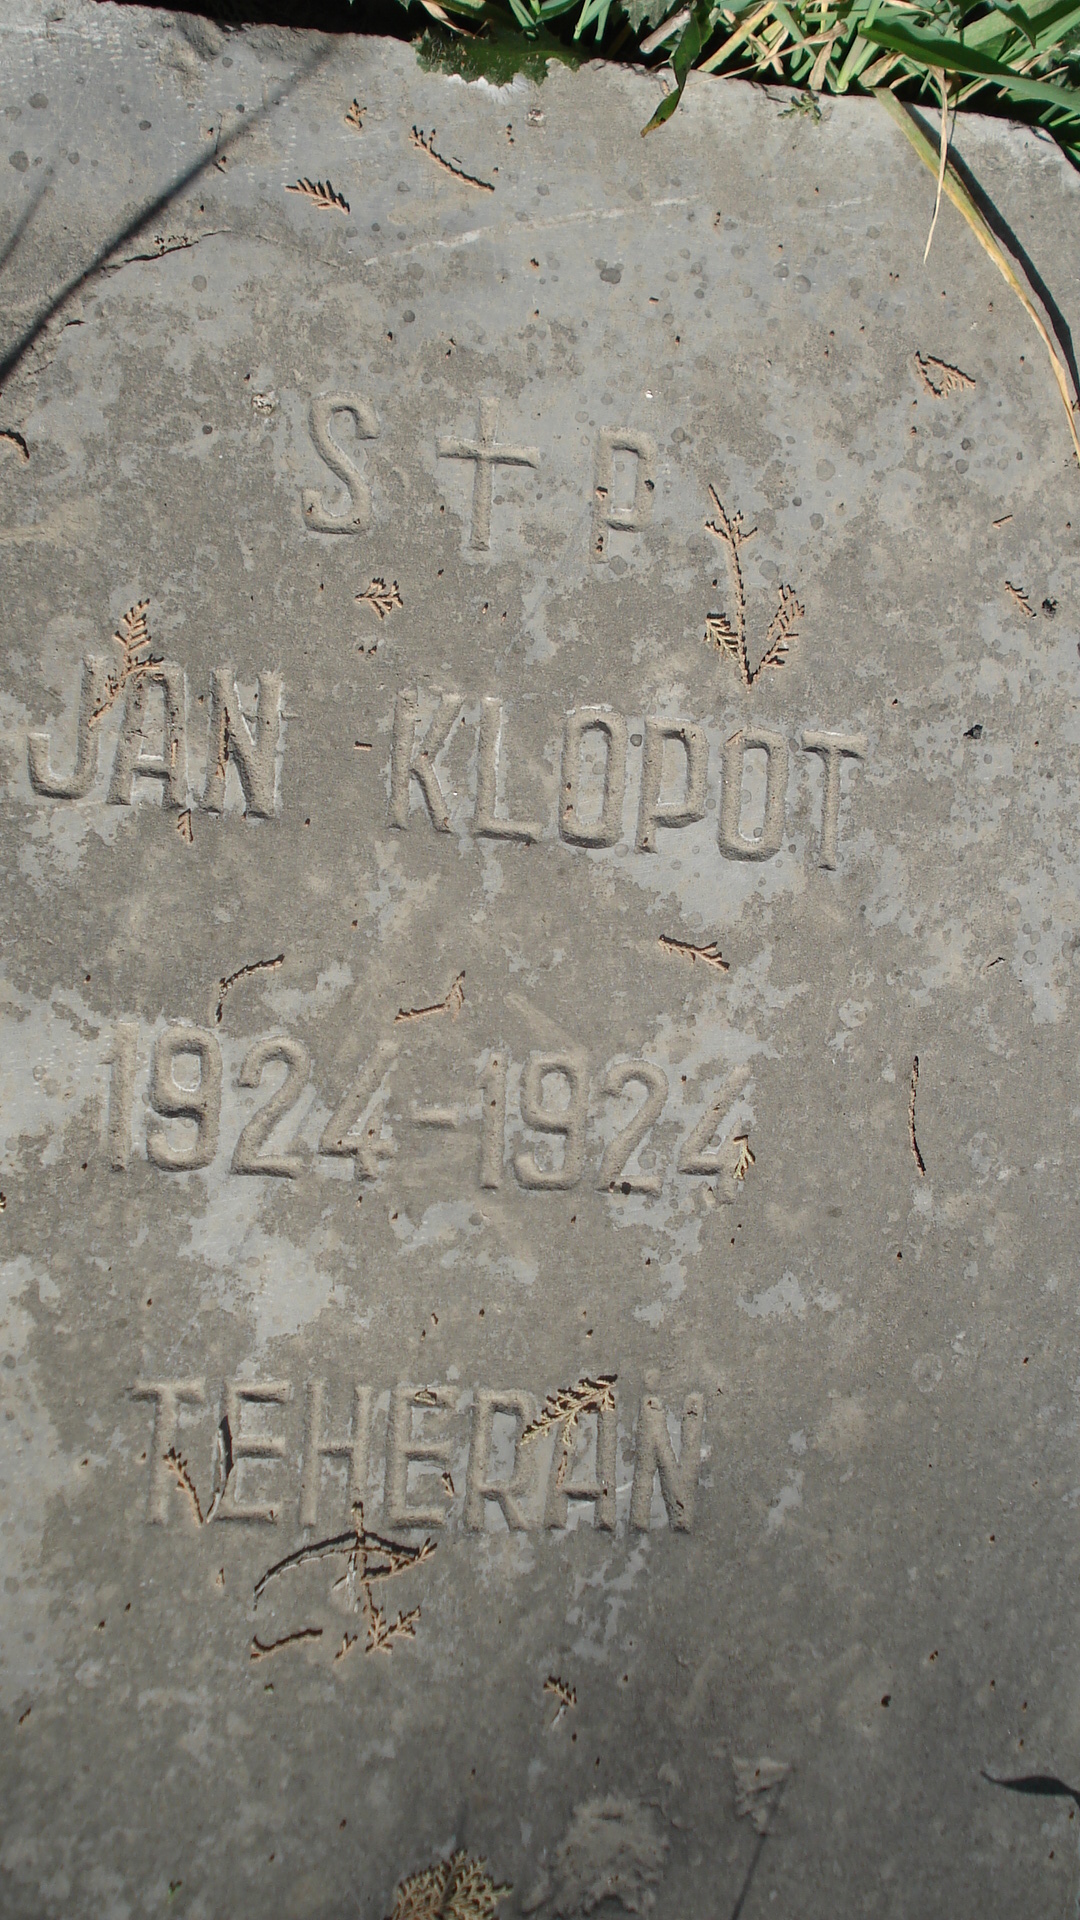 S † P
JAN KLOPOT
1924-1924
TEHERAN